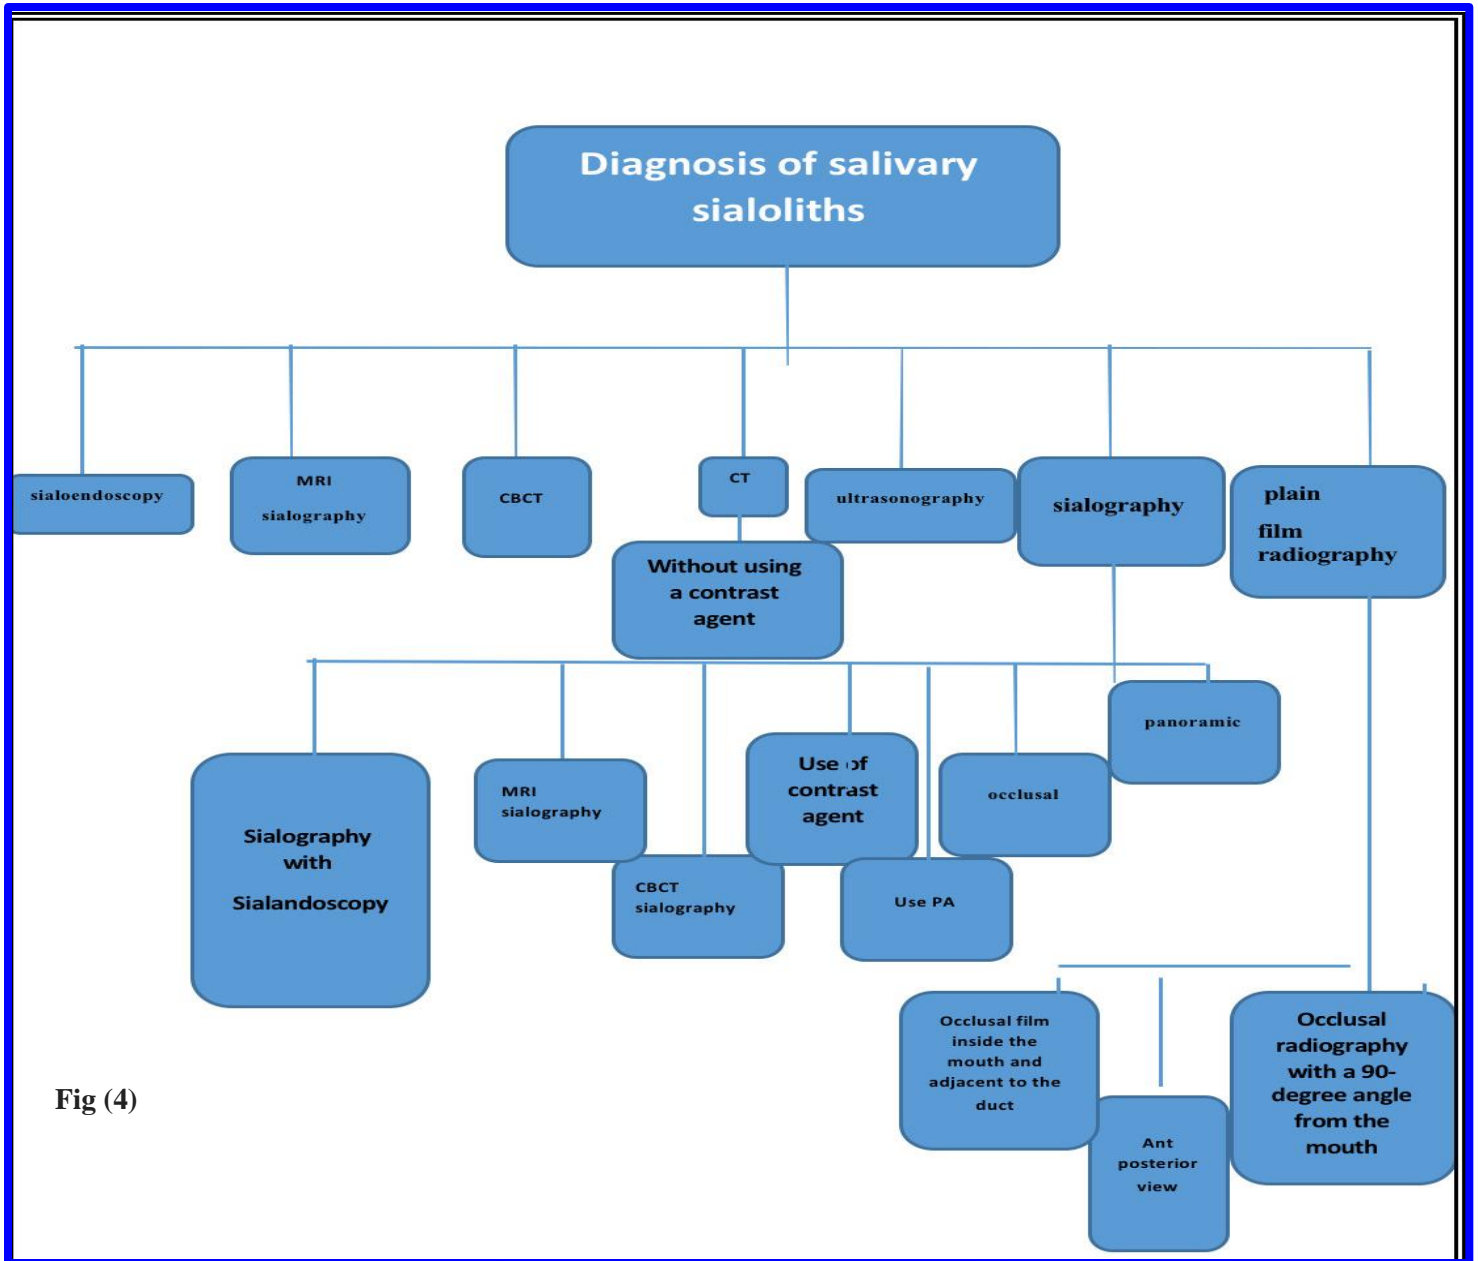 Diagnosis of salivary
sialoliths
sialoendoscopy
MRI
sialography
CBCT
CT
ultrasonography
sialography
plain
film
radiography
Without using
a contrast
agent
Sialography
with
Sialandoscopy
MRI
sialography
CBCT
sialography
Use of
contrast
agent
Use PA
occlusal
panoramic
Occlusal film
inside the
mouth and
adjacent to the
duct
Ant
posterior
view
Occlusal
radiography
with a 90-
degree angle
from the
mouth
Fig (4)